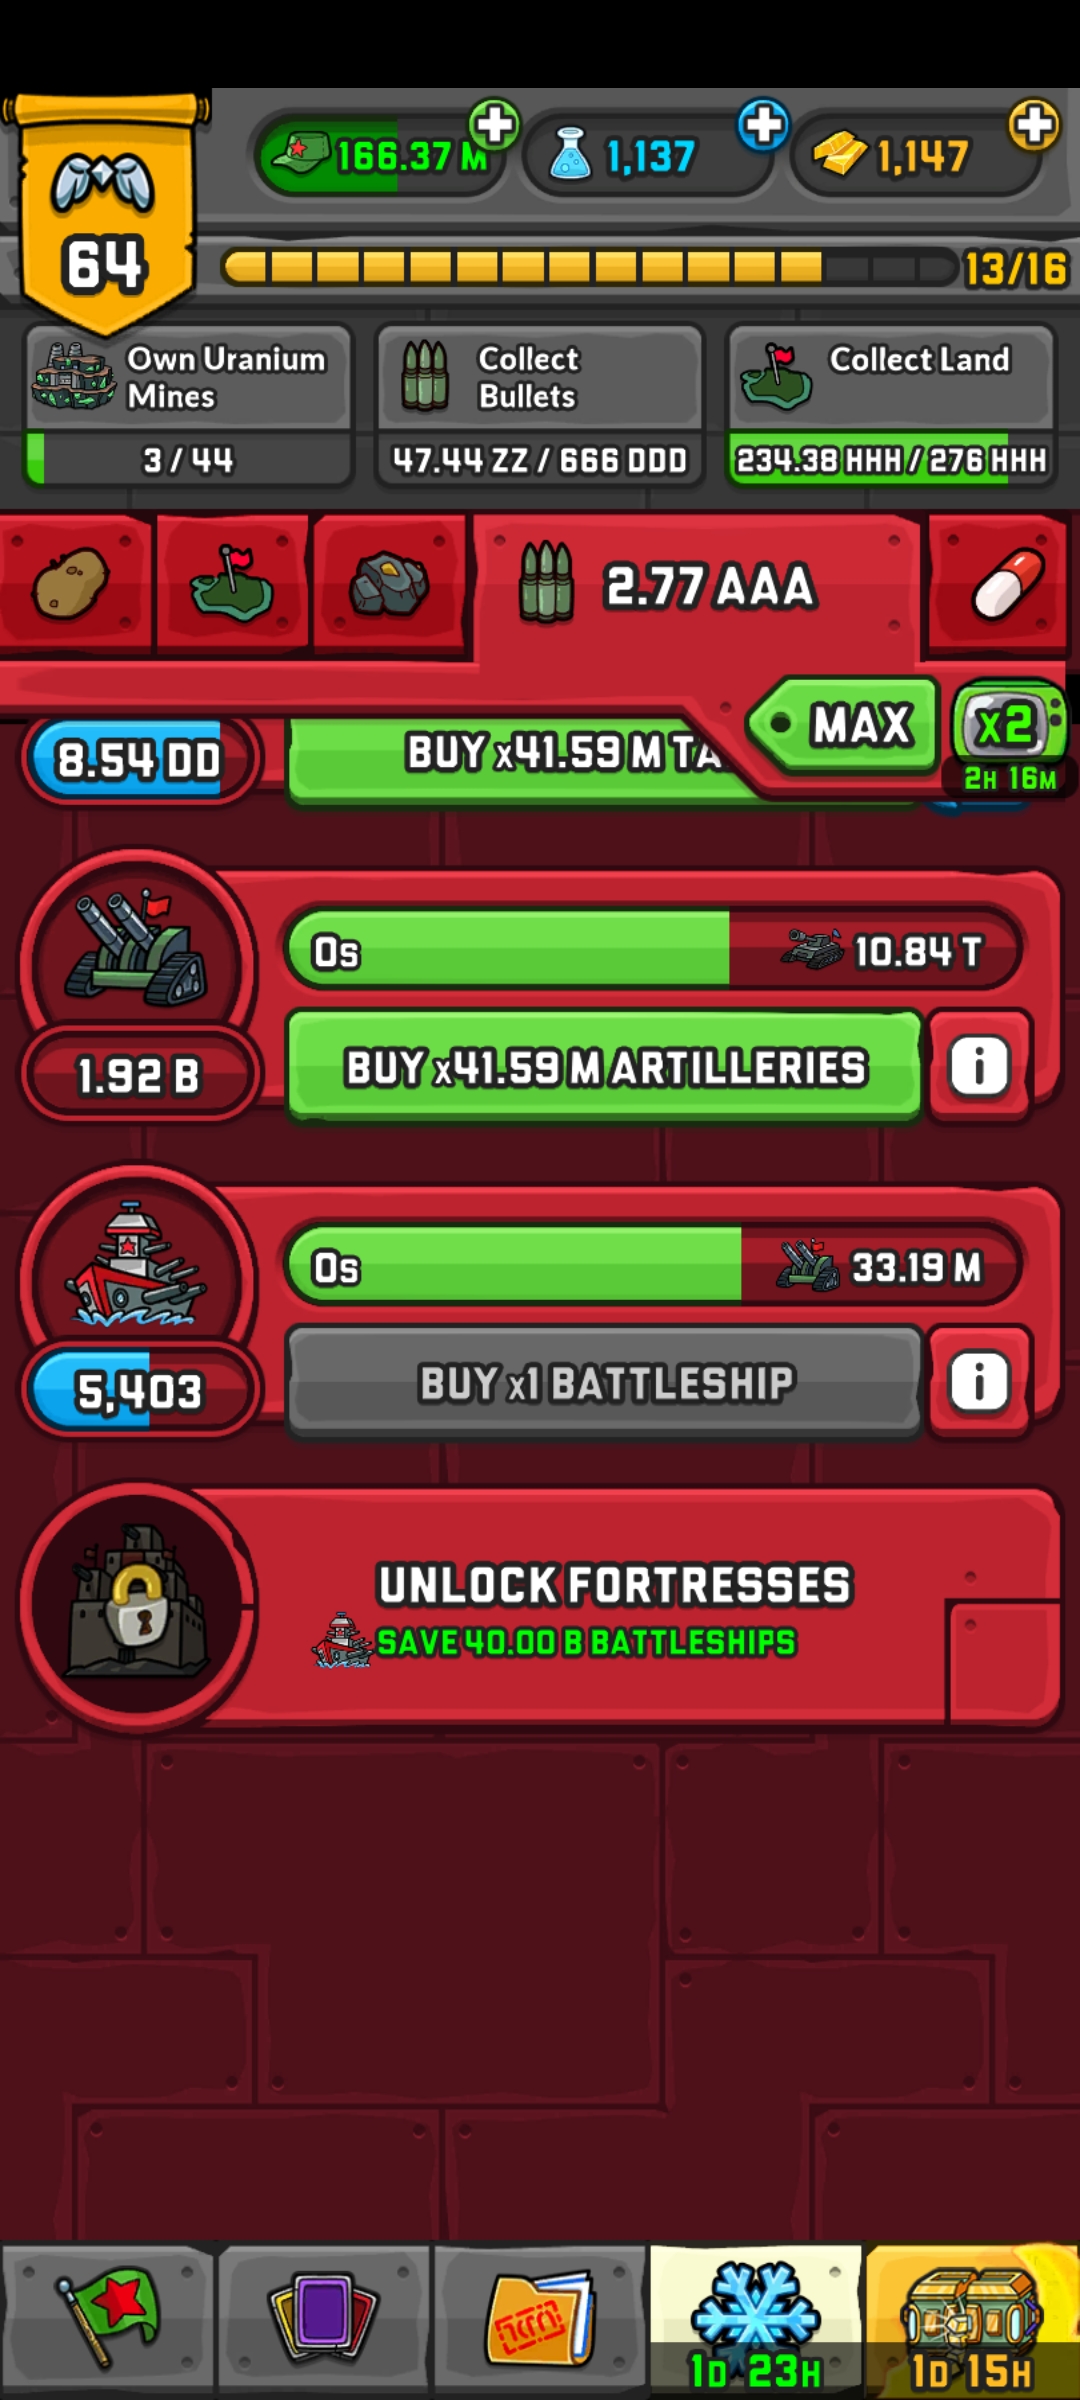 166.37 M
1,137
1,147
64
13/16
Own Uranium
Mines
3 / 44
Collect
Bullets
47.44 ZZ / 666 DDD
Collect Land
234.38 HHH / 276 HHH
2.77 AAA
MAX
x2
2H 16M
8.54 DD
BUY x41.59 M TA
0s
10.84 T
1.92 B
BUY x41.59 M ARTILLERIES
i
0s
33.19 M
5,403
BUY x1 BATTLESHIP
i
UNLOCK FORTRESSES
SAVE 40.00 B BATTLESHIPS
1D 23H
1D 15H